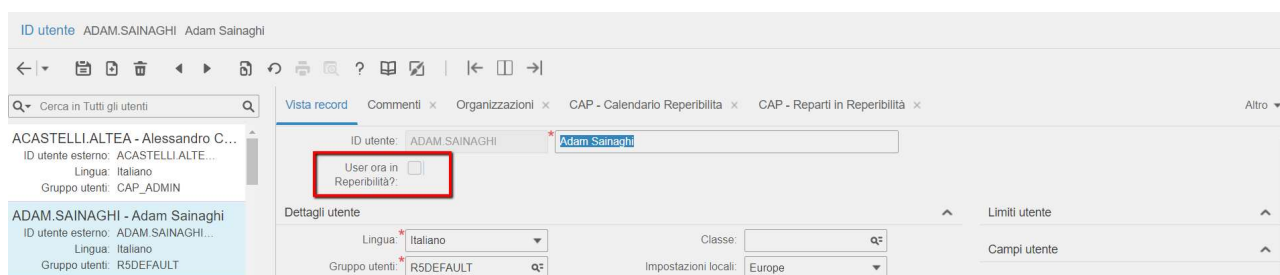 ID utente ADAM.SAINAGHI Adam Sainaghi
Cerca in Tutti gli utenti
ACASTELLI.ALTEA - Alessandro C...
ID utente esterno: ACASTELLI.ALTE...
Lingua: Italiano
Gruppo utenti: CAP_ADMIN
ADAM.SAINAGHI - Adam Sainaghi
ID utente esterno: ADAM.SAINAGHI...
Lingua: Italiano
Gruppo utenti: R5DEFAULT
Vista record Commenti × Organizzazioni × CAP - Calendario Reperibilita × CAP - Reparti in Reperibilità × Altro
ID utente: ADAM.SAINAGHI * Adam Sainaghi
User ora in
Reperibilità?:
Dettagli utente
Limiti utente
Lingua: * Italiano
Classe:
Campi utente
Gruppo utenti: * R5DEFAULT
Impostazioni locali: Europe